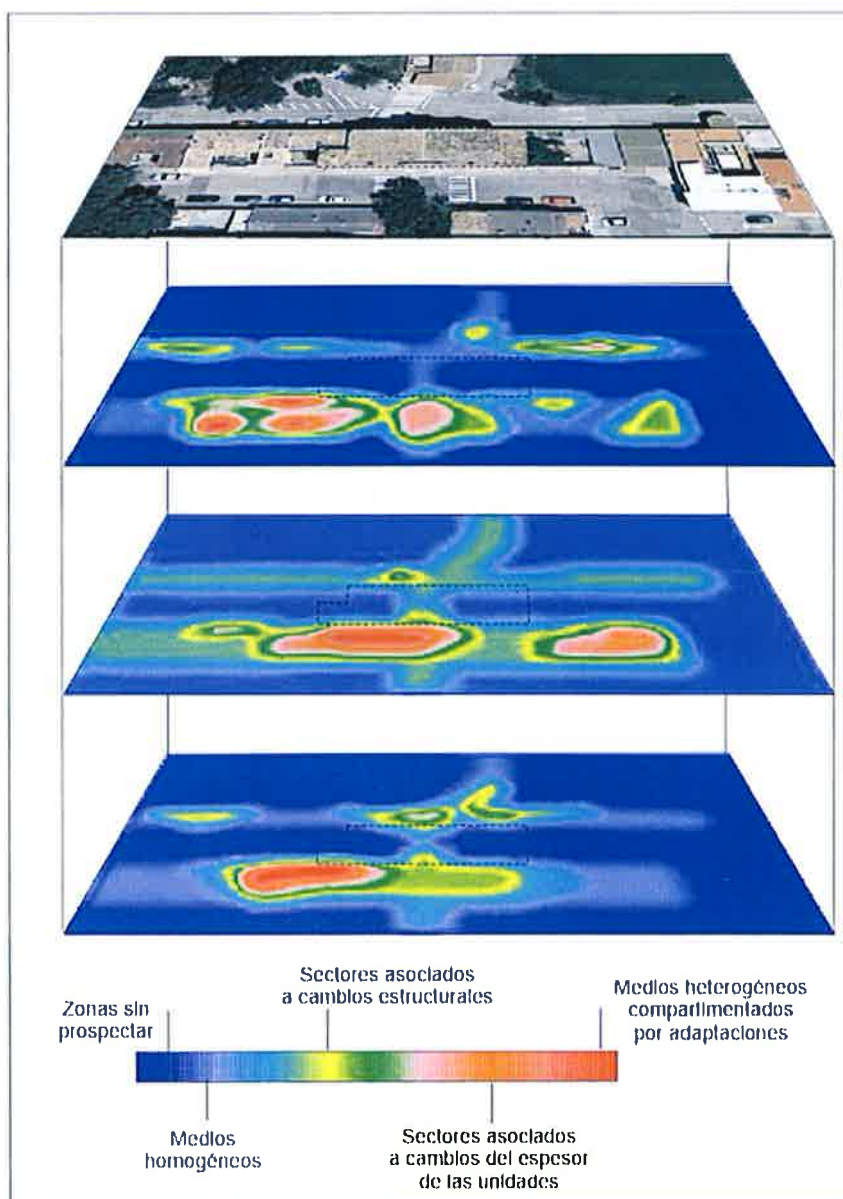 Sectores asociados
a cambios estructurales
Zonas sin
prospectar
Medios heterogéneos
compartimentados
por adaptaciones
Medios
homogéneos
Sectores asociados
a cambios del espesor
de las unidades